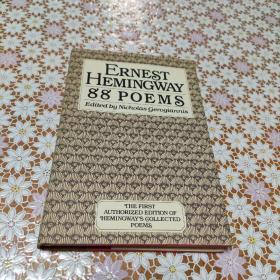 ERNEST
HEMINGWAY
88 POEMS
Edited by Nicholas Gerogiannis
THE FIRST
AUTHORIZED EDITION OF
HEMINGWAY'S COLLECTED
POEMS